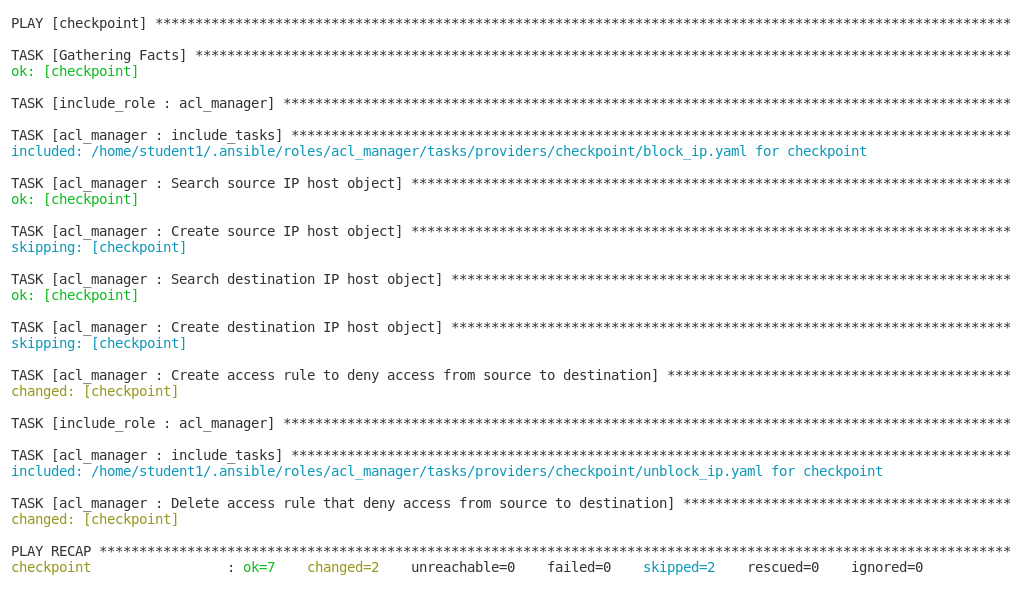 PLAY [checkpoint] ***********************************************************************************************************
TASK [Gathering Facts] ******************************************************************************************************
ok: [checkpoint]
TASK [include_role : acl_manager] *******************************************************************************************
TASK [acl_manager : include_tasks] ******************************************************************************************
included: /home/student1/.ansible/roles/acl_manager/tasks/providers/checkpoint/block_ip.yaml for checkpoint
TASK [acl_manager : Search source IP host object] ***************************************************************************
ok: [checkpoint]
TASK [acl_manager : Create source IP host object] ***************************************************************************
skipping: [checkpoint]
TASK [acl_manager : Search destination IP host object] **********************************************************************
ok: [checkpoint]
TASK [acl_manager : Create destination IP host object] **********************************************************************
skipping: [checkpoint]
TASK [acl_manager : Create access rule to deny access from source to destination] *******************************************
changed: [checkpoint]
TASK [include_role : acl_manager] *******************************************************************************************
TASK [acl_manager : include_tasks] ******************************************************************************************
included: /home/student1/.ansible/roles/acl_manager/tasks/providers/checkpoint/unblock_ip.yaml for checkpoint
TASK [acl_manager : Delete access rule that deny access from source to destination] *****************************************
changed: [checkpoint]
PLAY RECAP ******************************************************************************************************************
checkpoint                 : ok=7    changed=2    unreachable=0    failed=0    skipped=2    rescued=0    ignored=0